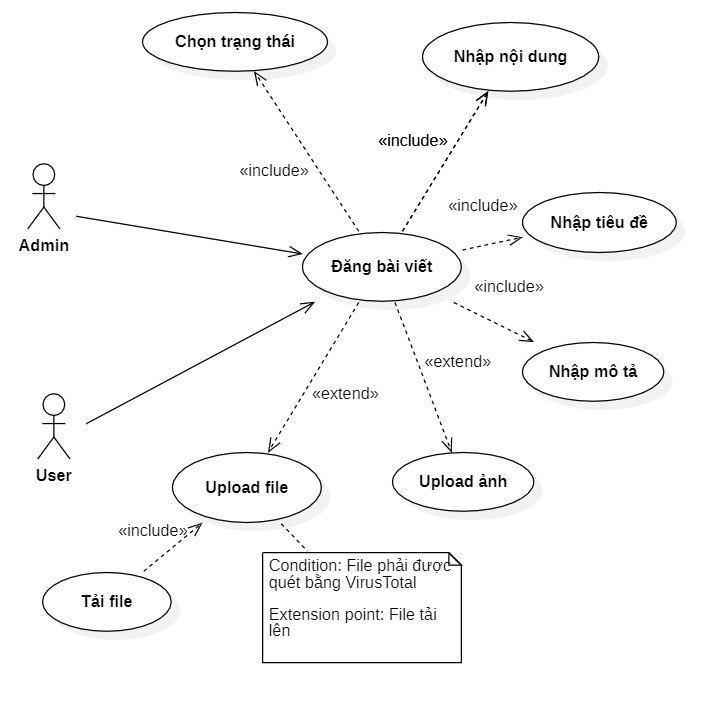 Chọn trạng thái
Nhập nội dung
«include»
«include»
Admin
«include»
Nhập tiêu đề
Đăng bài viết
«include»
Nhập mô tả
«extend»
«extend»
User
Upload file
Upload ảnh
«include»
Tải file
Condition: File phải được
quét bằng VirusTotal
Extension point: File tải
lên